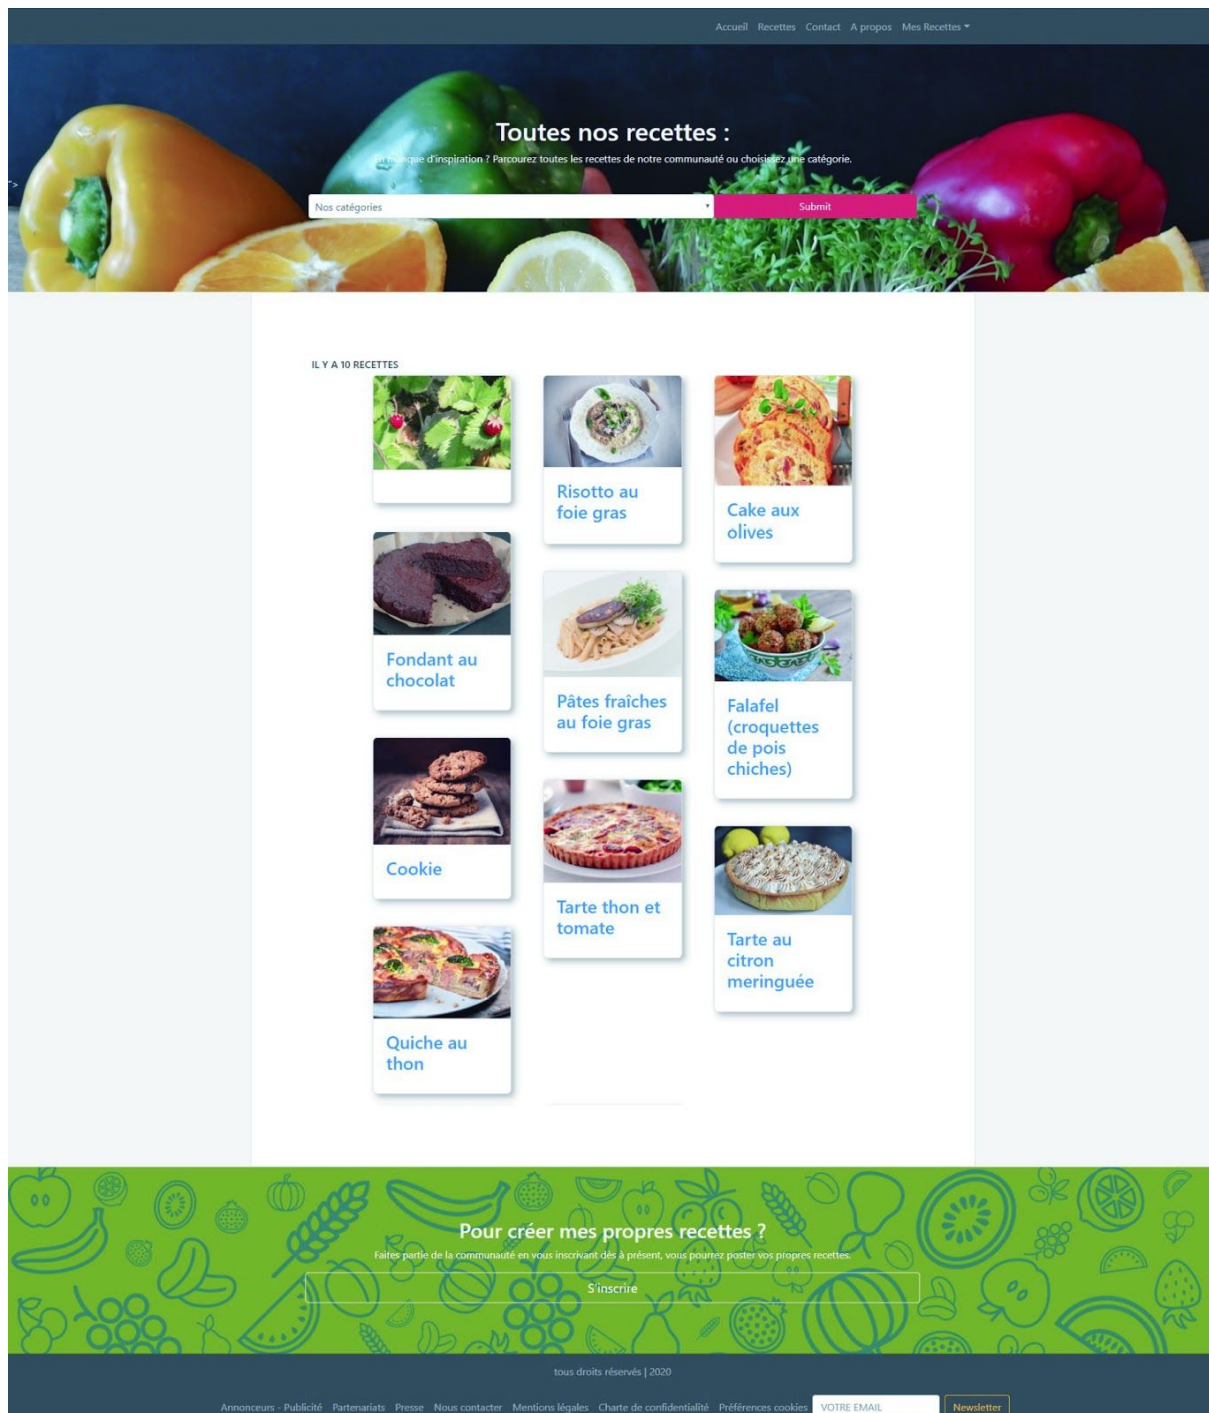 Accueil Recettes Contact A propos Mes Recettes
Toutes nos recettes :
En manque d'inspiration ? Parcourez toutes les recettes de notre communauté ou choisissez une catégorie.
">
Nos catégories
Submit
IL Y A 10 RECETTES
Risotto au
foie gras
Cake aux
olives
Fondant au
chocolat
Pâtes fraîches
au foie gras
Falafel
(croquettes
de pois
chiches)
Cookie
Tarte thon et
tomate
Tarte au
citron
meringuée
Quiche au
thon
Pour créer mes propres recettes ?
Faites partie de la communauté en vous inscrivant dès à présent, vous pourrez poster vos propres recettes.
S'inscrire
tous droits réservés | 2020
Annonceurs - Publicité Partenariats Presse Nous contacter Mentions légales Charte de confidentialité Préférences cookies VOTRE EMAIL Newsletter